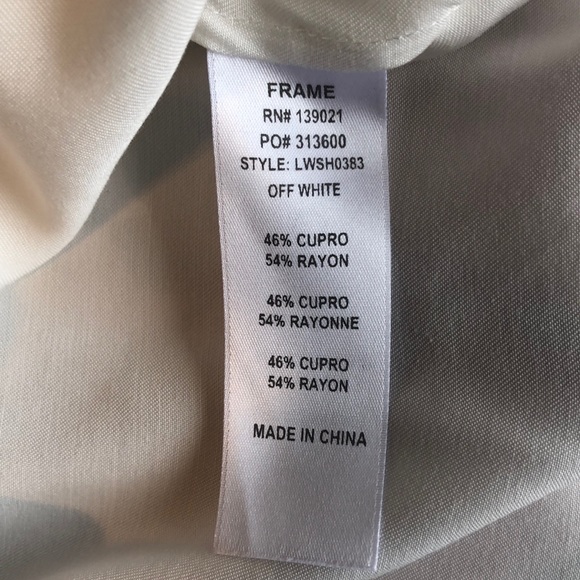 FRAME
RN# 139021
PO# 313600
STYLE: LWSH0383
OFF WHITE
46% CUPRO
54% RAYON
46% CUPRO
54% RAYONNE
46% CUPRO
54% RAYON
MADE IN CHINA